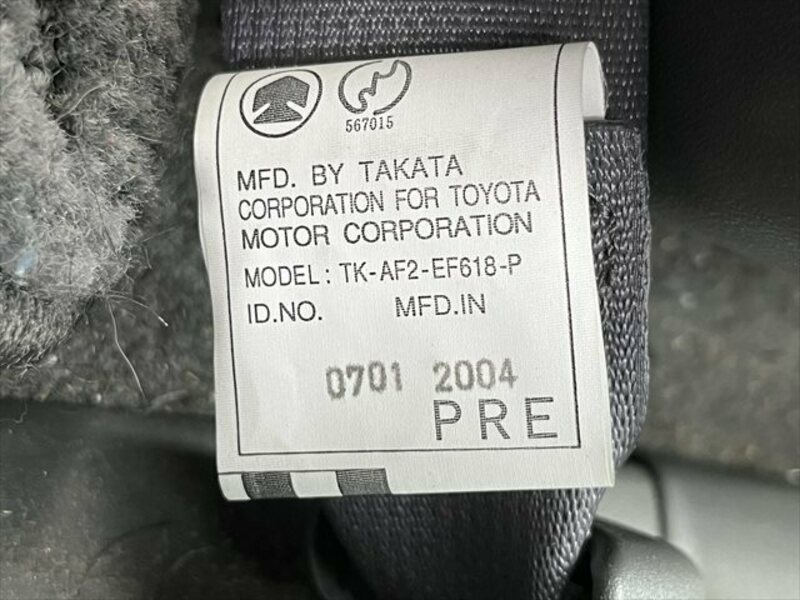 567015
MFD. BY TAKATA
CORPORATION FOR TOYOTA
MOTOR CORPORATION
MODEL: TK-AF2-EF618-P
ID.NO. MFD.IN
0701 2004
PRE